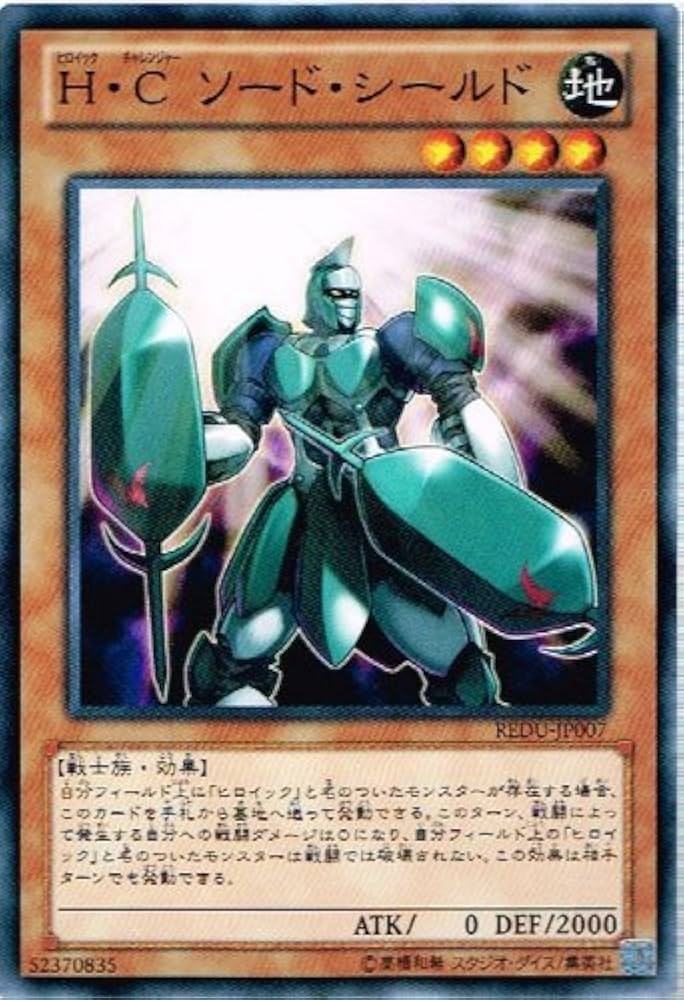 ヒロイック チャレンジャー
H・C ソード・シールド 地
REDU-JP007
【戦士族・効果】
自分フィールド上に「ヒロイック」と名のついたモンスターが存在する場合、
このカードを手札から墓地へ送って発動できる。このターン、戦闘によっ
て発生する自分への戦闘ダメージは0になり、自分フィールド上の「ヒロイ
ック」と名のついたモンスターは戦闘では破壊されない。この効果は相手
ターンでも発動できる。
ATK/ 0 DEF/2000
52370835 ©高橋和希 スタジオ・ダイス/集英社